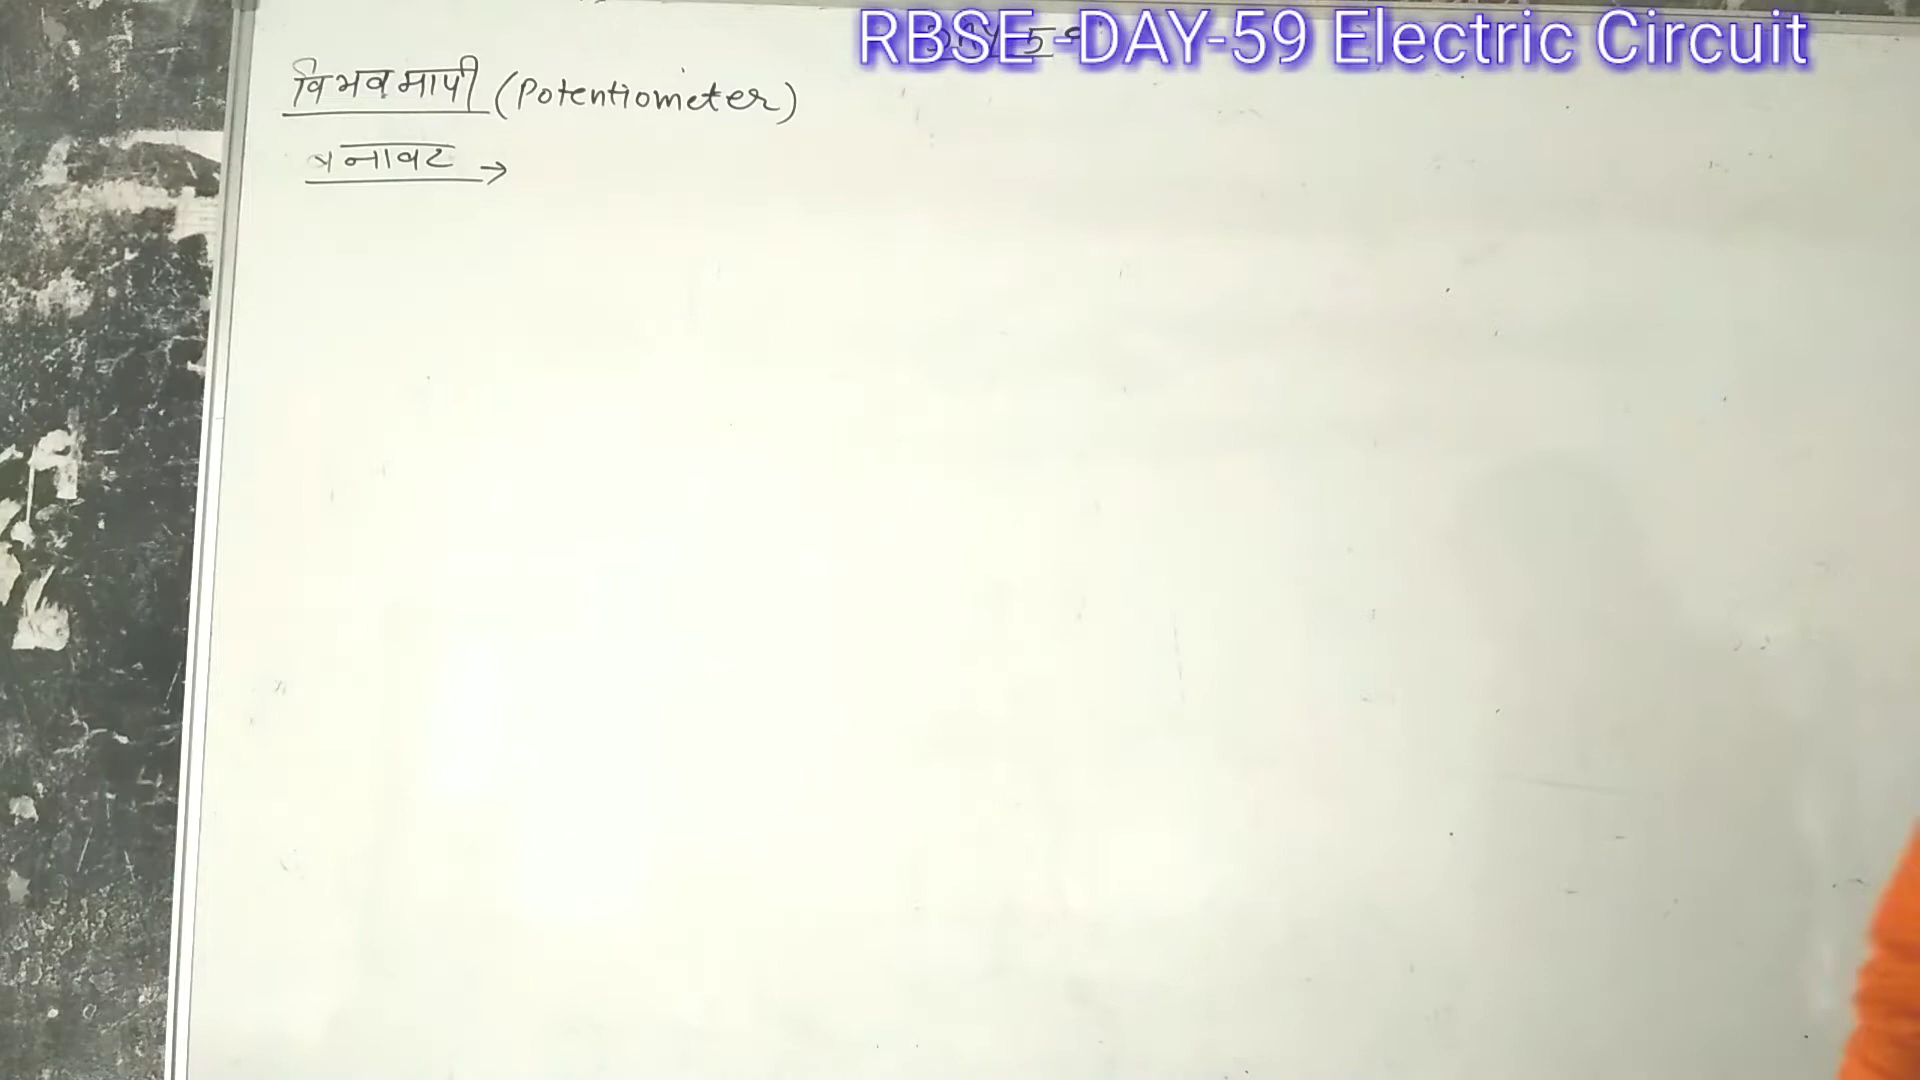 RBSE -DAY-59 Electric Circuit
विभवमापी (Potentiometer)
बनावट →